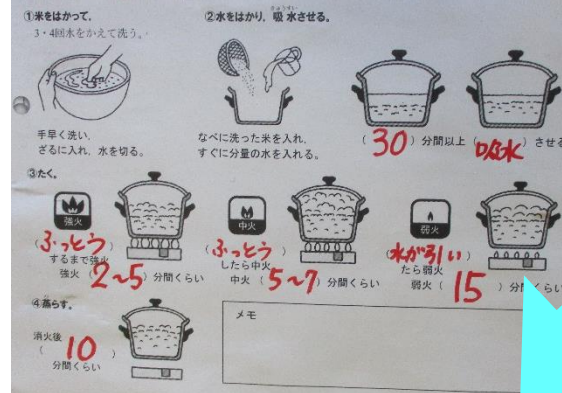 ①米をはかって、
3・4回水をかえて洗う。
手早く洗い、
ざるに入れ、水を切る。
②水をはかり、吸水させる。
きゅうすい
なべに洗った米を入れ、
すぐに分量の水を入れる。
(30)分間以上(吸水)させる
③たく。
強火
(ふっとう)
するまで強火
強火(2~5)分間くらい
中火
(ふっとう)
したら中火
中火(5~7)分間くらい
弱火
(水が引い)
たら弱火
弱火(15)分間くらい
④蒸らす。
消火後
(10)
分間くらい
メモ